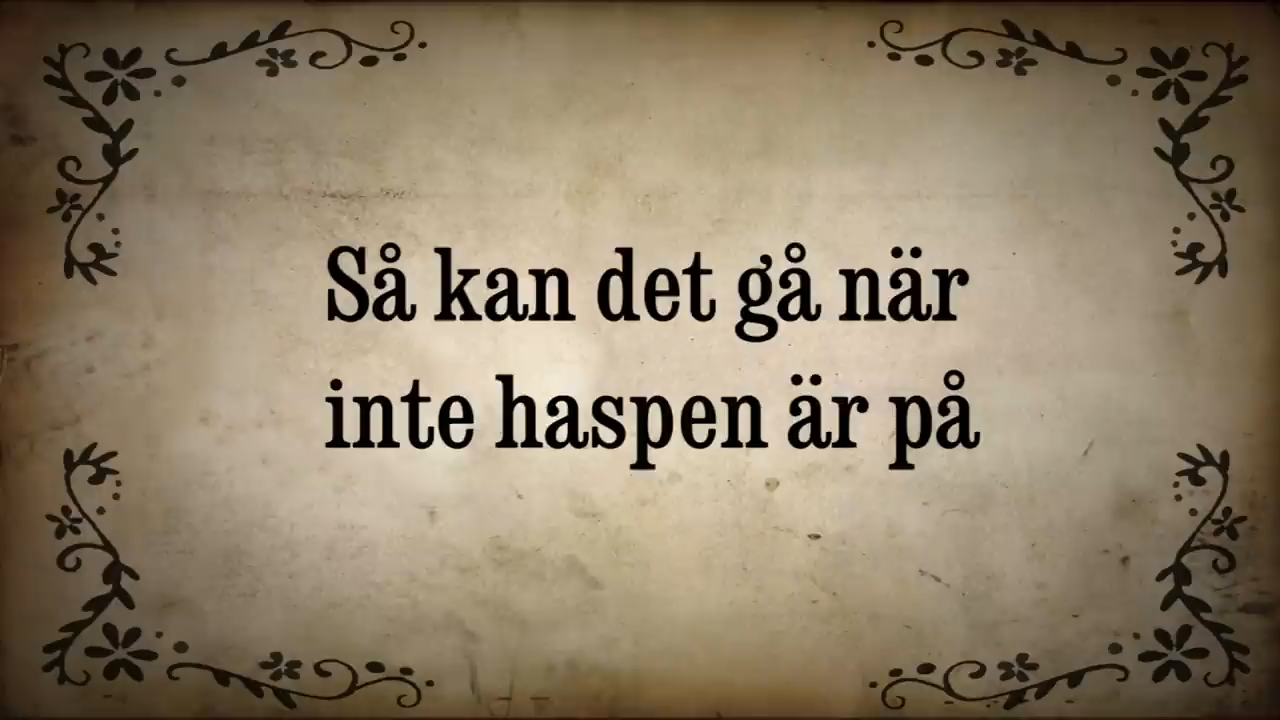 Så kan det gå när
inte haspen är på